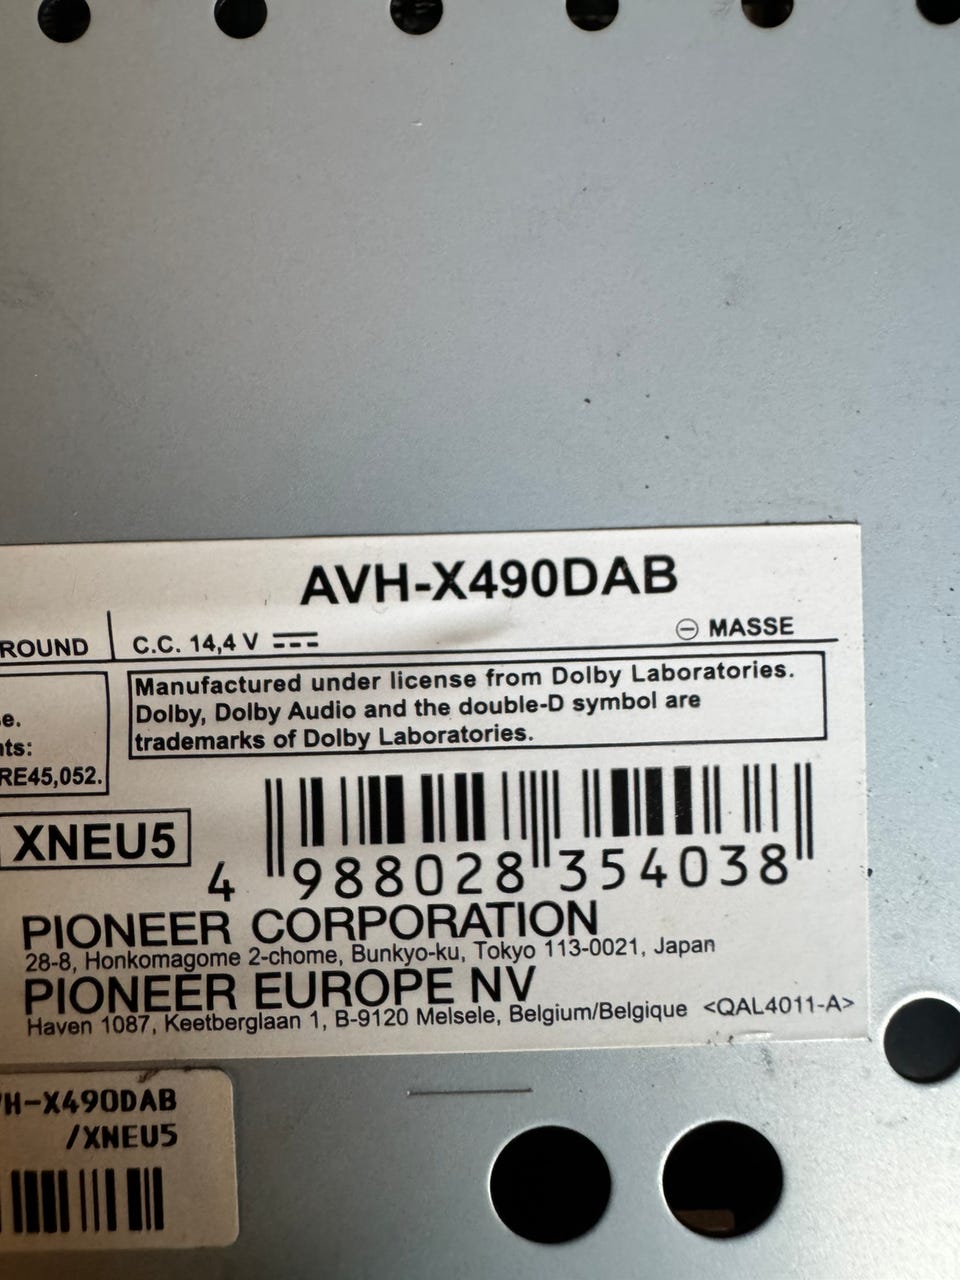 AVH-X490DAB
ROUND
C.C. 14,4 V
⊖ MASSE
e.
nts:
RE45,052.
Manufactured under license from Dolby Laboratories.
Dolby, Dolby Audio and the double-D symbol are
trademarks of Dolby Laboratories.
XNEU5
4 988028 354038
PIONEER CORPORATION
28-8, Honkomagome 2-chome, Bunkyo-ku, Tokyo 113-0021, Japan
PIONEER EUROPE NV
Haven 1087, Keetberglaan 1, B-9120 Melsele, Belgium/Belgique <QAL4011-A>
H-X490DAB
/XNEU5